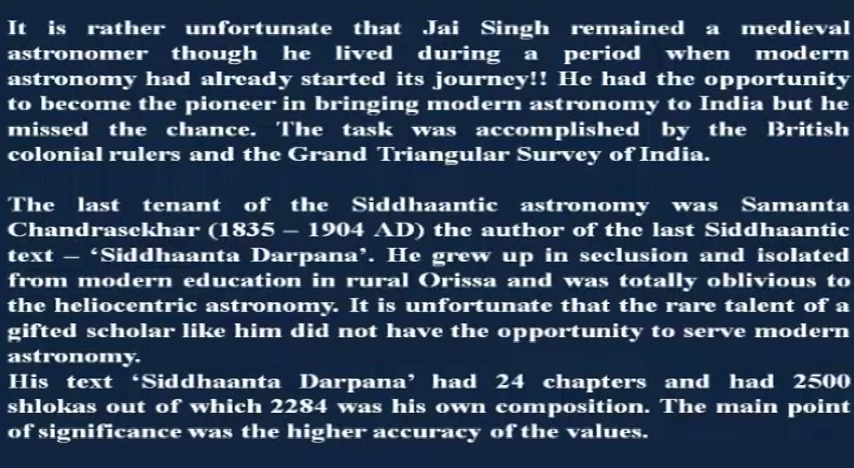 It is rather unfortunate that Jai Singh remained a medieval
astronomer though he lived during a period when modern
astronomy had already started its journey!! He had the opportunity
to become the pioneer in bringing modern astronomy to India but he
missed the chance. The task was accomplished by the British
colonial rulers and the Grand Triangular Survey of India.
The last tenant of the Siddhaantic astronomy was Samanta
Chandrasekhar (1835 – 1904 AD) the author of the last Siddhaantic
text – ‘Siddhaanta Darpana’. He grew up in seclusion and isolated
from modern education in rural Orissa and was totally oblivious to
the heliocentric astronomy. It is unfortunate that the rare talent of a
gifted scholar like him did not have the opportunity to serve modern
astronomy.
His text ‘Siddhaanta Darpana’ had 24 chapters and had 2500
shlokas out of which 2284 was his own composition. The main point
of significance was the higher accuracy of the values.